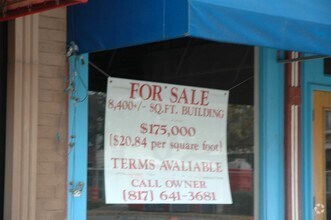 FOR SALE
8,400+/- SQ.FT. BUILDING
$175,000
($20.84 per square foot)
TERMS AVALIABLE
CALL OWNER
(817) 641-3681